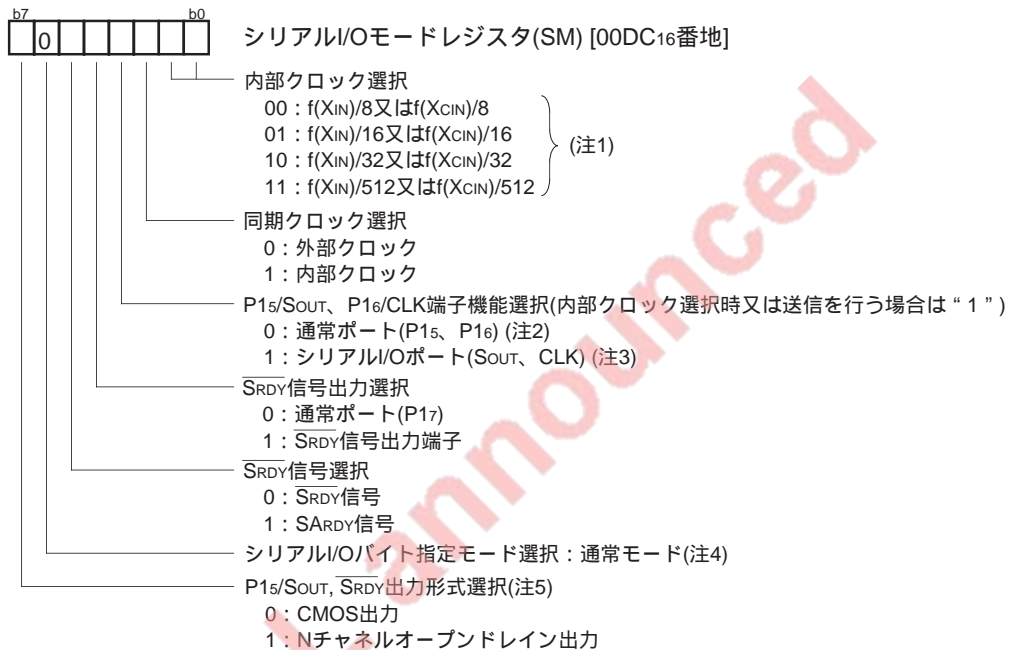 b7 b0
0
シリアルI/Oモードレジスタ(SM) [00DC16番地]
内部クロック選択
00：f(XIN)/8又はf(XCIN)/8
01：f(XIN)/16又はf(XCIN)/16
10：f(XIN)/32又はf(XCIN)/32
11：f(XIN)/512又はf(XCIN)/512
(注1)
同期クロック選択
0：外部クロック
1：内部クロック
P15/SOUT、P16/CLK端子機能選択(内部クロック選択時又は送信を行う場合は“1”)
0：通常ポート(P15、P16) (注2)
1：シリアルI/Oポート(SOUT、CLK) (注3)
SRDY信号出力選択
0：通常ポート(P17)
1：SRDY信号出力端子
SRDY信号選択
0：SRDY信号
1：SARDY信号
シリアルI/Oバイト指定モード選択：通常モード(注4)
P15/SOUT, SRDY出力形式選択(注5)
0：CMOS出力
1：Nチャネルオープンドレイン出力
announced